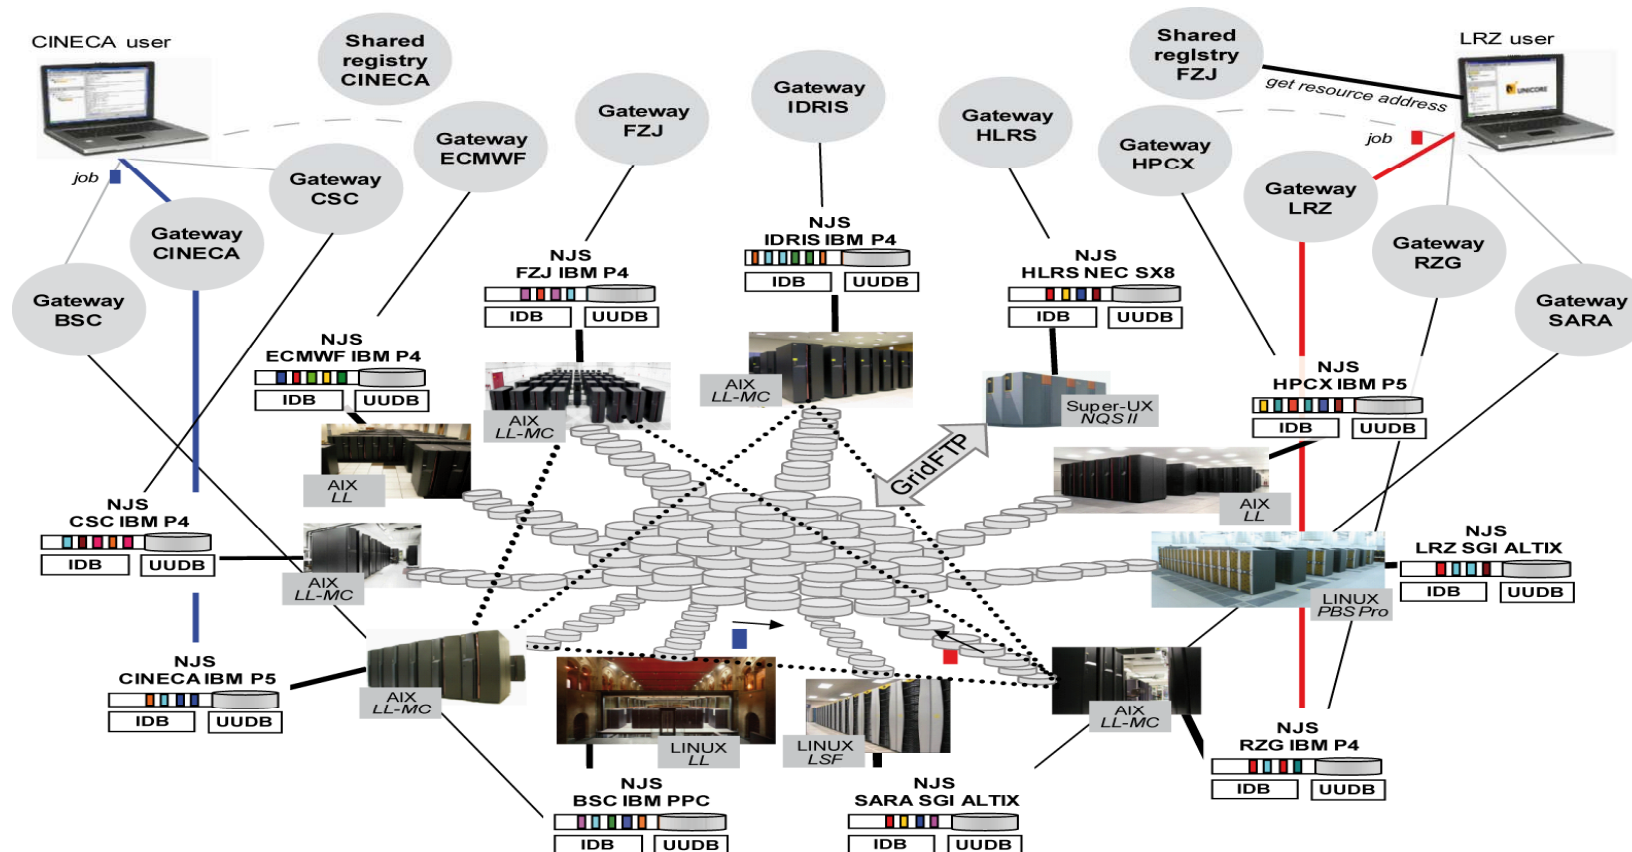 CINECA user
Shared
registry
CINECA
Gateway
ECMWF
Gateway
FZJ
Gateway
IDRIS
Gateway
HLRS
Shared
registry
FZJ
get resource address
LRZ user
UNICORE
job
Gateway
HPCX
Gateway
LRZ
Gateway
RZG
Gateway
SARA
job
Gateway
CSC
Gateway
CINECA
Gateway
BSC
NJS
ECMWF IBM P4
IDB
UUDB
AIX
LL
NJS
FZJ IBM P4
IDB
UUDB
AIX
LL-MC
NJS
IDRIS IBM P4
IDB
UUDB
AIX
LL-MC
NJS
HLRS NEC SX8
IDB
UUDB
Super-UX
NQS II
GridFTP
NJS
HPCX IBM P5
IDB
UUDB
AIX
LL
NJS
CSC IBM P4
IDB
UUDB
AIX
LL-MC
NJS
LRZ SGI ALTIX
IDB
UUDB
LINUX
PBS Pro
NJS
CINECA IBM P5
IDB
UUDB
AIX
LL-MC
LINUX
LL
LINUX
LSF
AIX
LL-MC
NJS
RZG IBM P4
IDB
UUDB
NJS
BSC IBM PPC
IDB
UUDB
NJS
SARA SGI ALTIX
IDB
UUDB